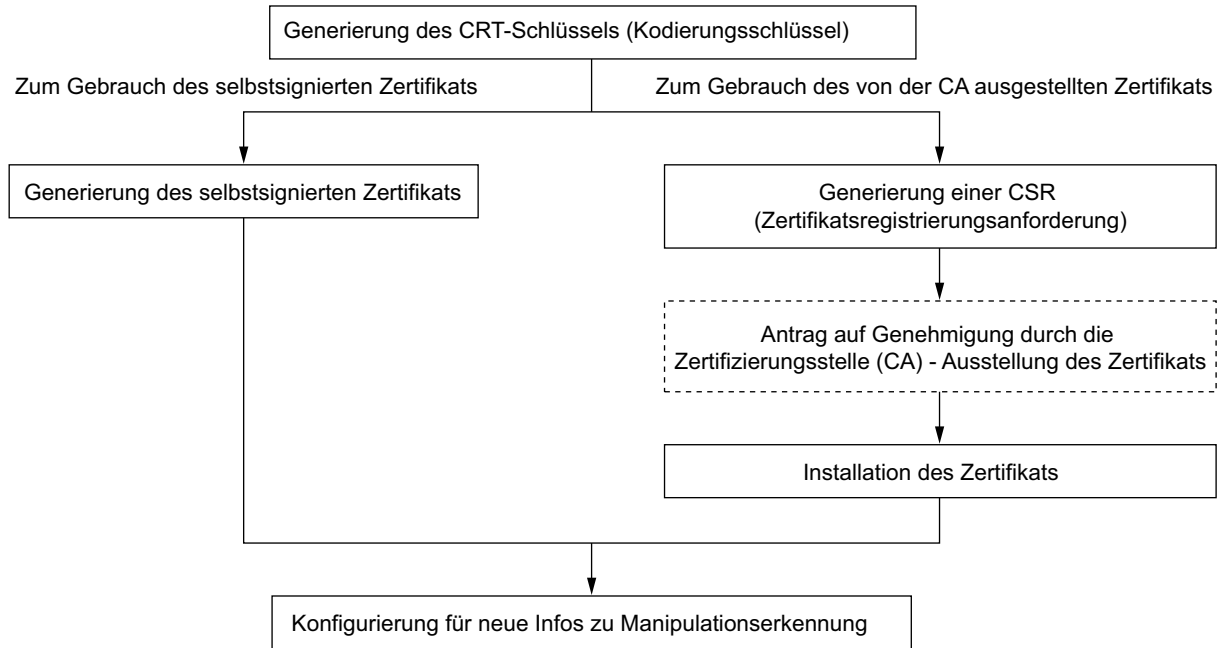 Generierung des CRT-Schlüssels (Kodierungsschlüssel)
Zum Gebrauch des selbstsignierten Zertifikats
Zum Gebrauch des von der CA ausgestellten Zertifikats
Generierung des selbstsignierten Zertifikats
Generierung einer CSR
(Zertifikatsregistrierungsanforderung)
Antrag auf Genehmigung durch die
Zertifizierungsstelle (CA) - Ausstellung des Zertifikats
Installation des Zertifikats
Konfigurierung für neue Infos zu Manipulationserkennung